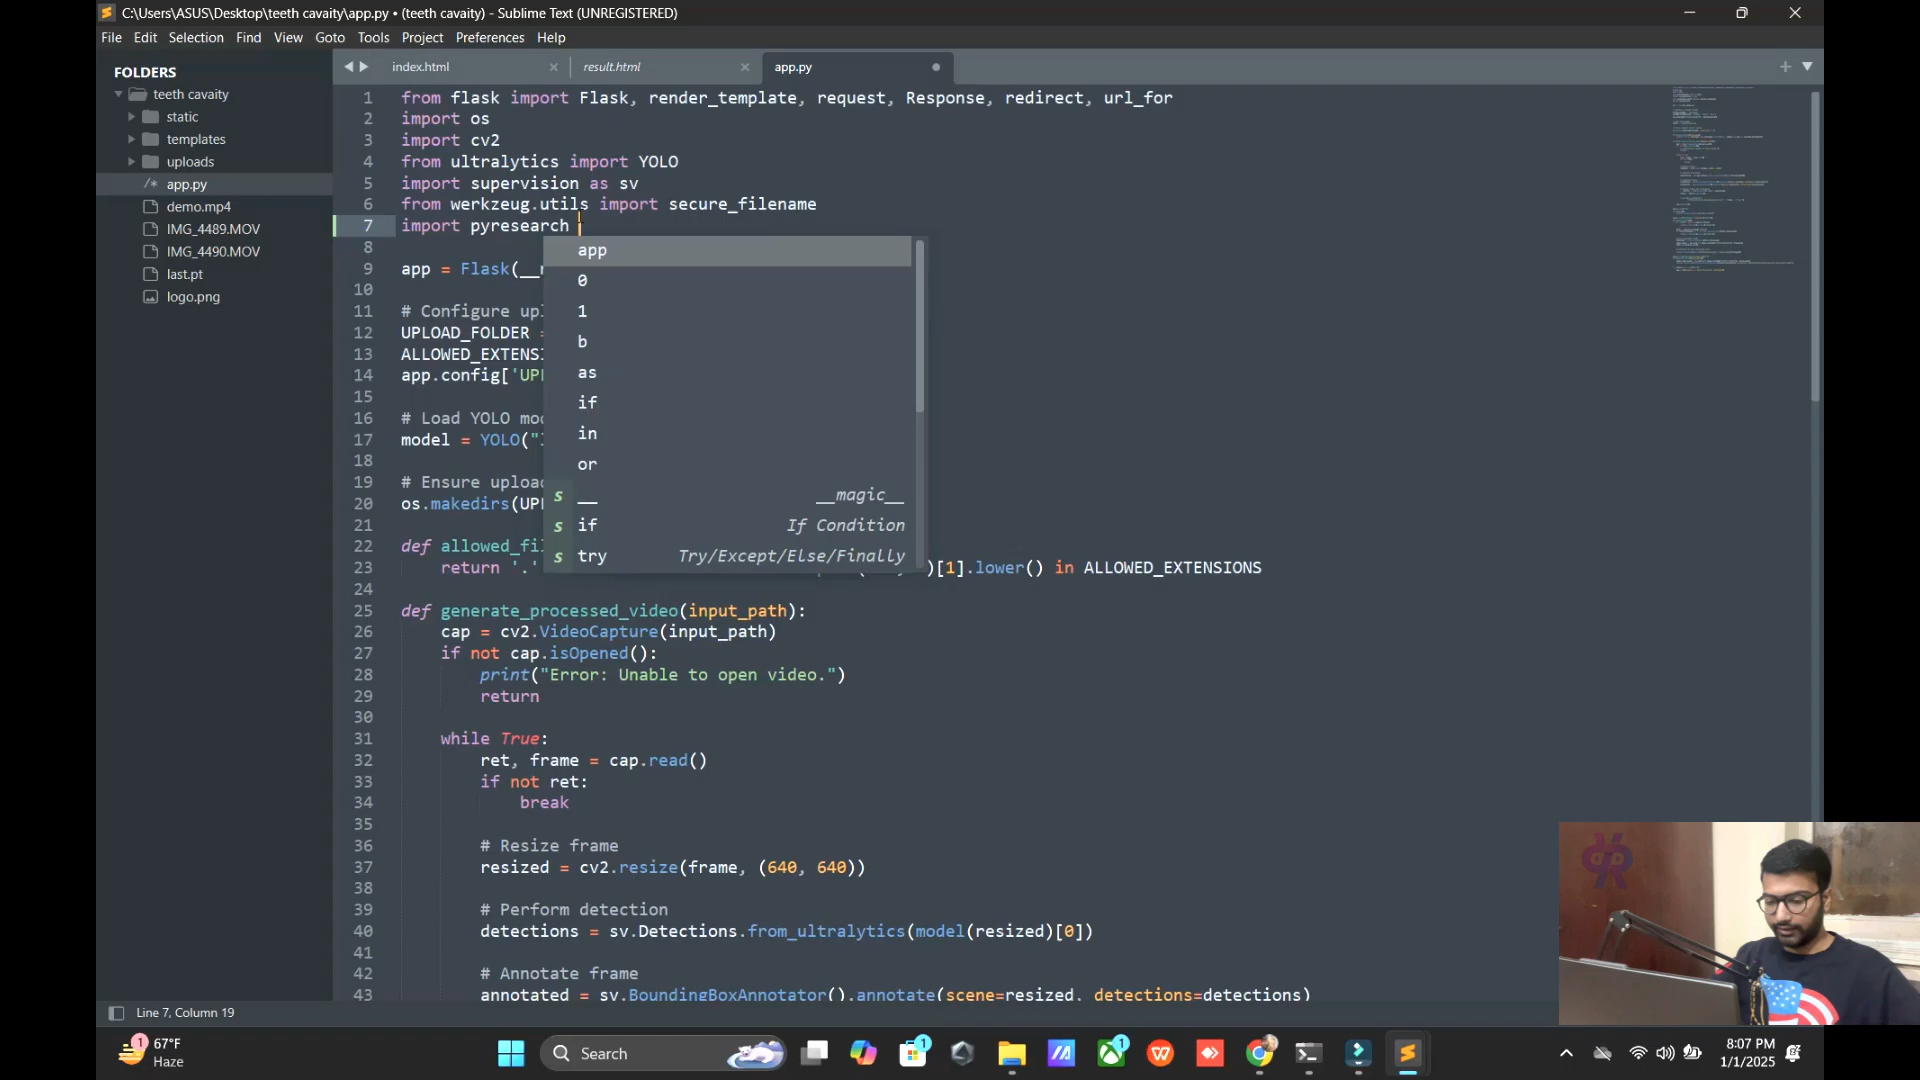 C:\Users\ASUS\Desktop\teeth cavaity\app.py • (teeth cavaity) - Sublime Text (UNREGISTERED)
File Edit Selection Find View Goto Tools Project Preferences Help
FOLDERS
teeth cavaity
static
templates
uploads
app.py
demo.mp4
IMG_4489.MOV
IMG_4490.MOV
last.pt
logo.png
index.html
result.html
app.py
1 from flask import Flask, render_template, request, Response, redirect, url_for
2 import os
3 import cv2
4 from ultralytics import YOLO
5 import supervision as sv
6 from werkzeug.utils import secure_filename
7 import pyresearch
8
9 app = Flask(__
10
11 # Configure up
12 UPLOAD_FOLDER =
13 ALLOWED_EXTENS
14 app.config['UP
15
16 # Load YOLO mo
17 model = YOLO("
18
19 # Ensure uploa
20 os.makedirs(UP
21
22 def allowed_fi
23 return '.' )[1].lower() in ALLOWED_EXTENSIONS
24
25 def generate_processed_video(input_path):
26 cap = cv2.VideoCapture(input_path)
27 if not cap.isOpened():
28 print("Error: Unable to open video.")
29 return
30
31 while True:
32 ret, frame = cap.read()
33 if not ret:
34 break
35
36 # Resize frame
37 resized = cv2.resize(frame, (640, 640))
38
39 # Perform detection
40 detections = sv.Detections.from_ultralytics(model(resized)[0])
41
42 # Annotate frame
43 annotated = sv.BoundingBoxAnnotator().annotate(scene=resized, detections=detections)
app
0
1
b
as
if
in
or
s __ __magic__
s if If Condition
s try Try/Except/Else/Finally
Line 7, Column 19
67°F
Haze
Search
8:07 PM
1/1/2025